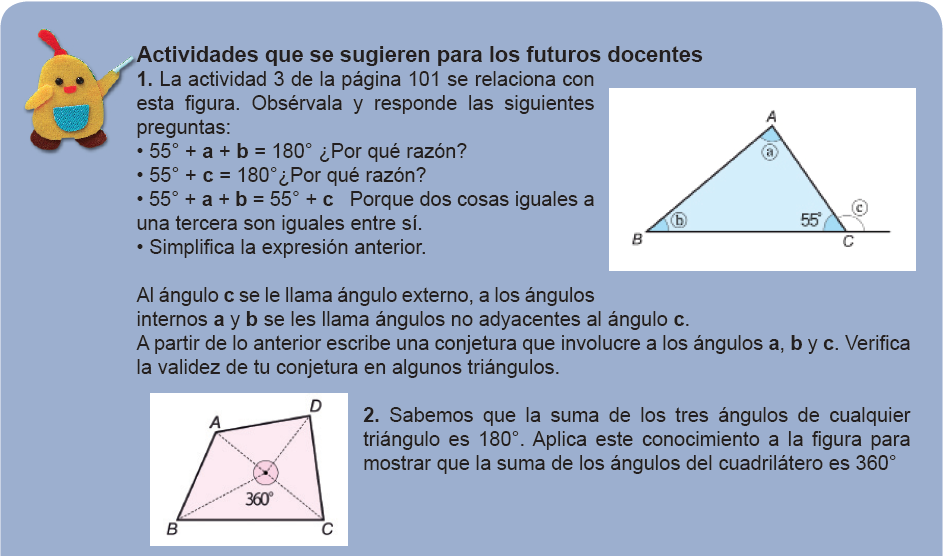 Actividades que se sugieren para los futuros docentes
1. La actividad 3 de la página 101 se relaciona con
esta figura. Obsérvala y responde las siguientes
preguntas:
• 55° + a + b = 180° ¿Por qué razón?
• 55° + c = 180°¿Por qué razón?
• 55° + a + b = 55° + c   Porque dos cosas iguales a
una tercera son iguales entre sí.
• Simplifica la expresión anterior.
A
a
b
55°
c
B
C
Al ángulo c se le llama ángulo externo, a los ángulos
internos a y b se les llama ángulos no adyacentes al ángulo c.
A partir de lo anterior escribe una conjetura que involucre a los ángulos a, b y c. Verifica
la validez de tu conjetura en algunos triángulos.
D
A
360°
B
C
2. Sabemos que la suma de los tres ángulos de cualquier
triángulo es 180°. Aplica este conocimiento a la figura para
mostrar que la suma de los ángulos del cuadrilátero es 360°